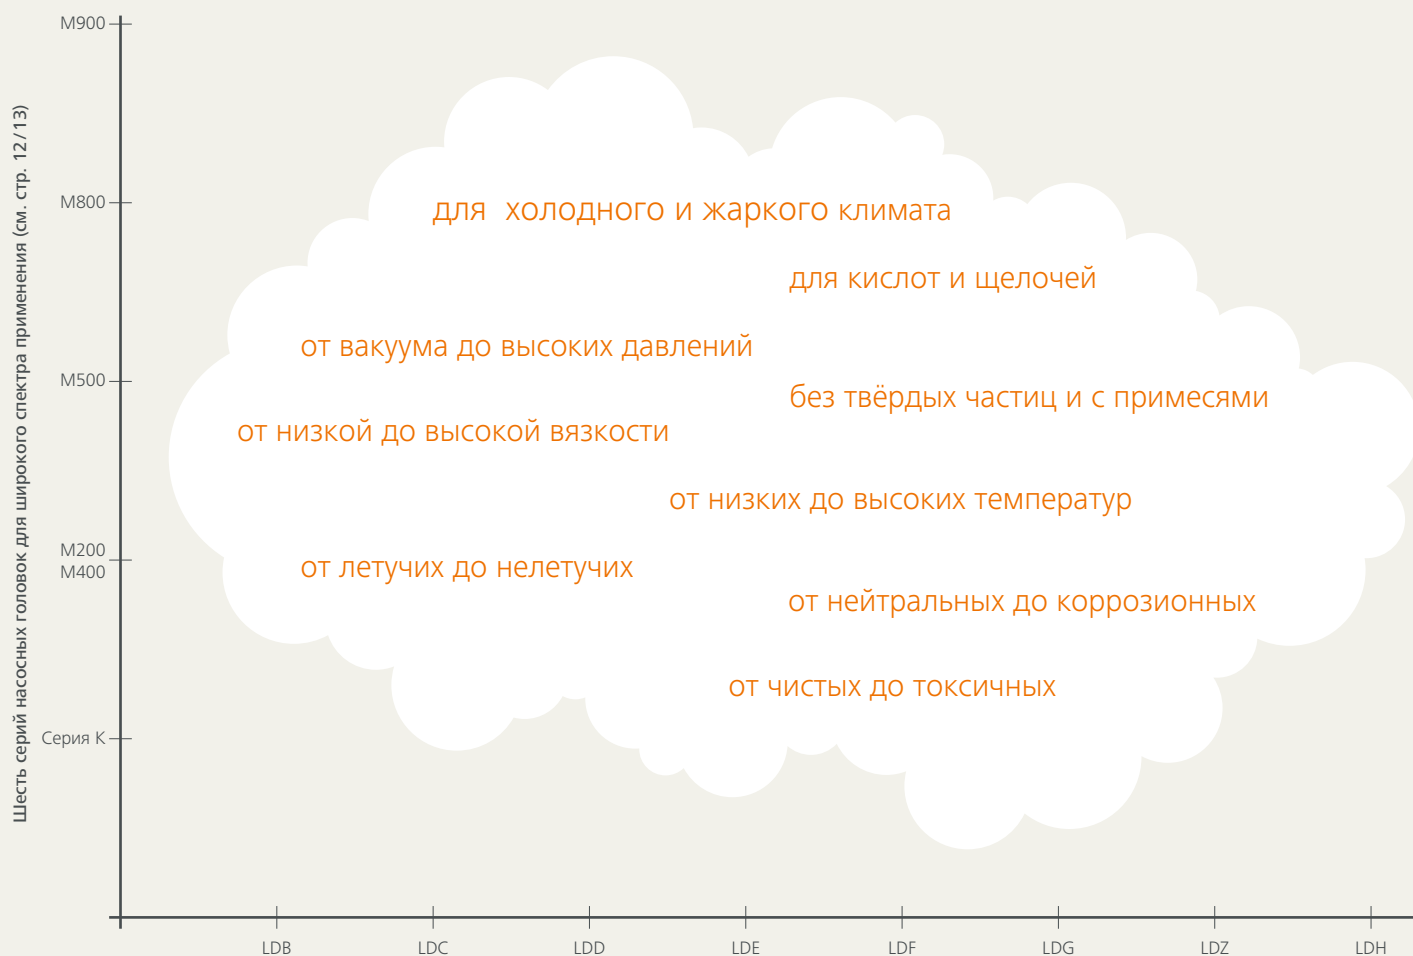 Шесть серий насосных головок для широкого спектра применения (см. стр. 12/13)
M900
M800
M500
M200
M400
Серия K
для холодного и жаркого климата
для кислот и щелочей
от вакуума до высоких давлений
без твёрдых частиц и с примесями
от низкой до высокой вязкости
от низких до высоких температур
от летучих до нелетучих
от нейтральных до коррозионных
от чистых до токсичных
LDB
LDC
LDD
LDE
LDF
LDG
LDZ
LDH